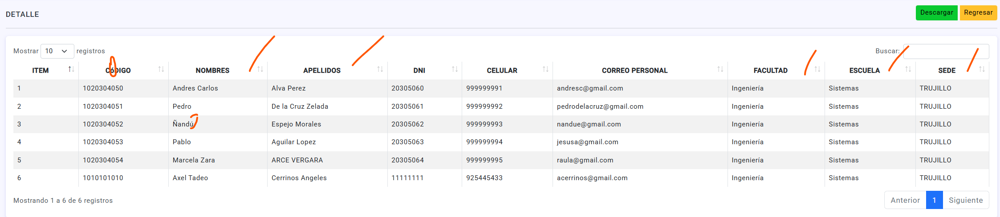 DETALLE Descargar Regresar
Mostrar 10 registros Buscar:
ITEM CóDIGO NOMBRES APELLIDOS DNI CELULAR CORREO PERSONAL FACULTAD ESCUELA SEDE
1 1020304050 Andres Carlos Alva Perez 20305060 999999991 andresc@gmail.com Ingeniería Sistemas TRUJILLO
2 1020304051 Pedro De la Cruz Zelada 20305061 999999992 pedrodelacruz@gmail.com Ingeniería Sistemas TRUJILLO
3 1020304052 Ñandú Espejo Morales 20305062 999999993 nandue@gmail.com Ingeniería Sistemas TRUJILLO
4 1020304053 Pablo Aguilar Lopez 20305063 999999994 jesusa@gmail.com Ingeniería Sistemas TRUJILLO
5 1020304054 Marcela Zara ARCE VERGARA 20305064 999999995 raula@gmail.com Ingeniería Sistemas TRUJILLO
6 1010101010 Axel Tadeo Cerrinos Angeles 11111111 925445433 acerrinos@gmail.com Ingeniería Sistemas TRUJILLO
Mostrando 1 a 6 de 6 registros Anterior 1 Siguiente